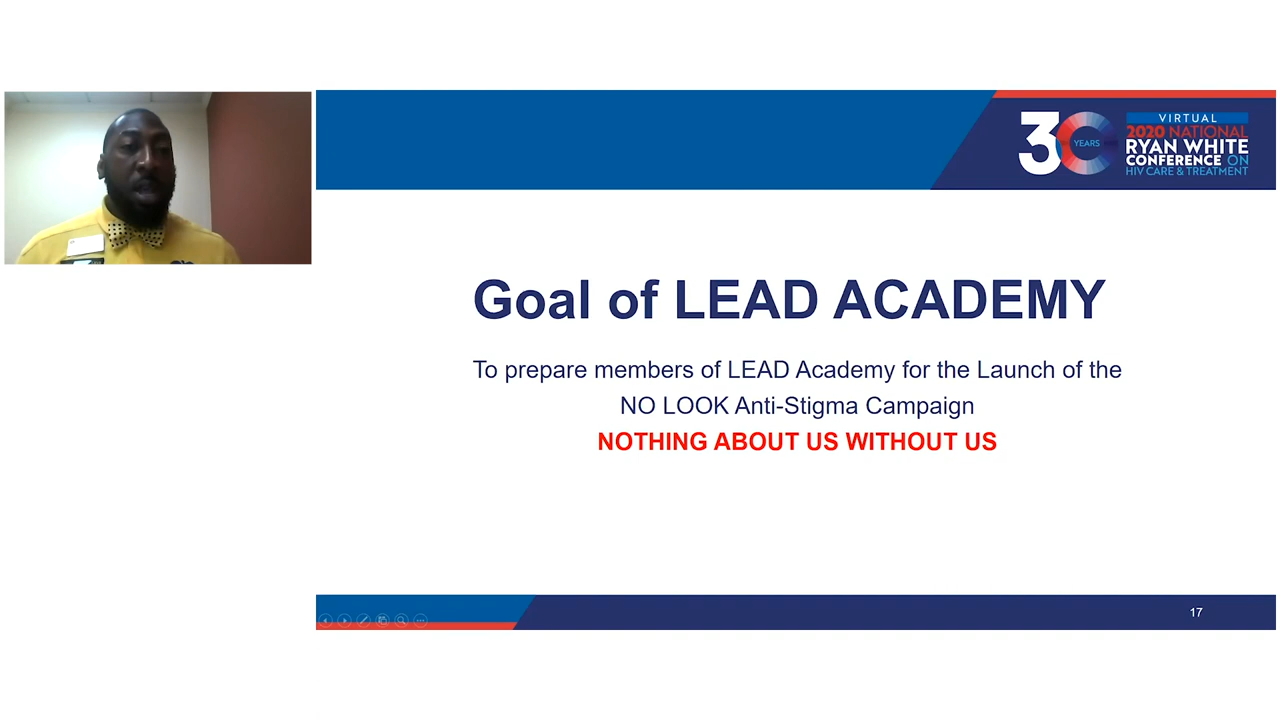 30
YEARS
VIRTUAL
2020 NATIONAL
RYAN WHITE
CONFERENCE ON
HIV CARE & TREATMENT
Goal of LEAD ACADEMY
To prepare members of LEAD Academy for the Launch of the
NO LOOK Anti-Stigma Campaign
NOTHING ABOUT US WITHOUT US
17